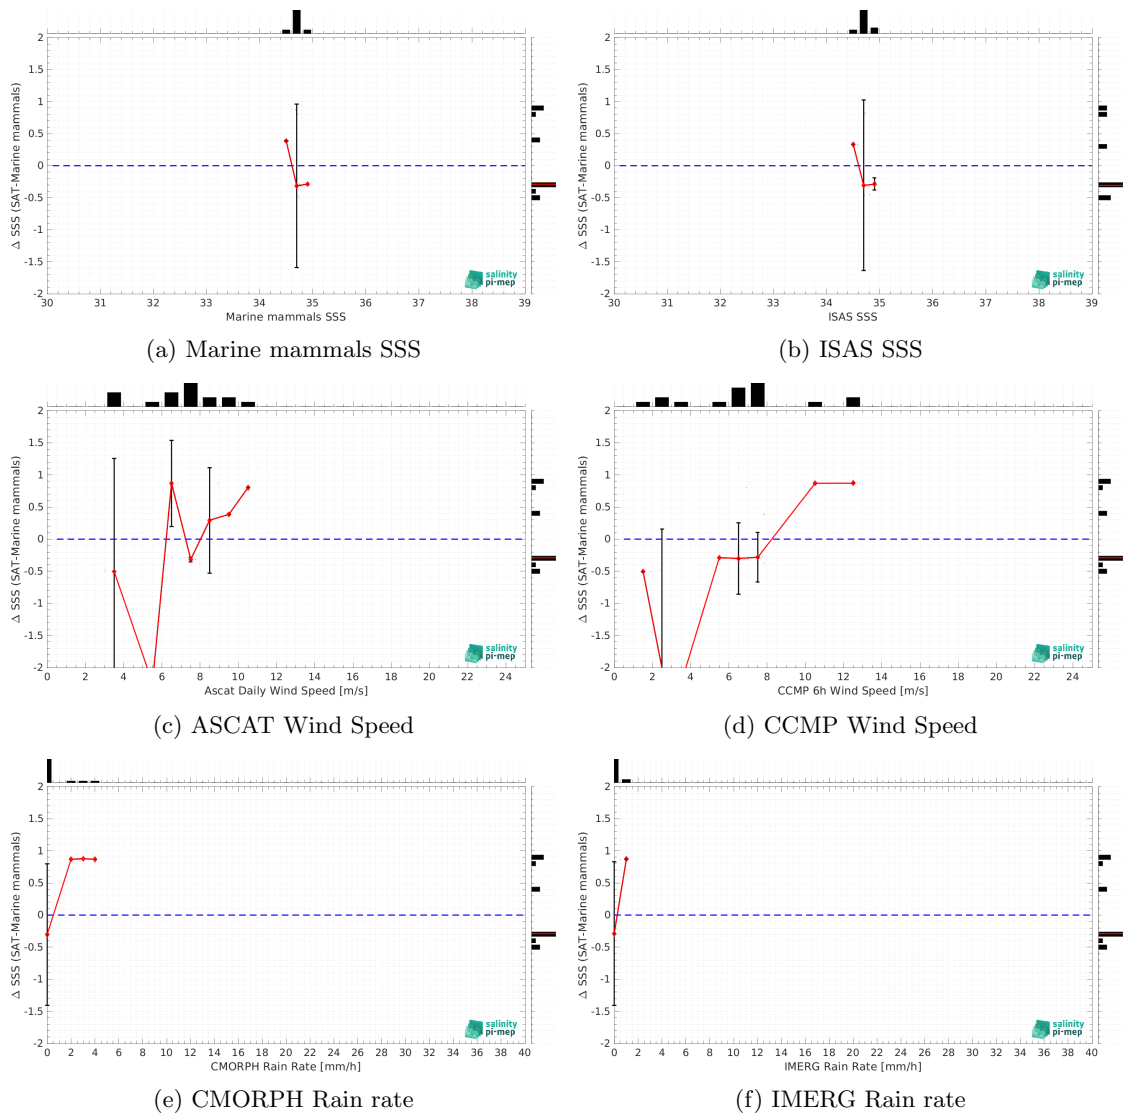 Δ SSS (SAT-Marine mammals)
2
1.5
1
0.5
0
-0.5
-1
-1.5
-2
30 31 32 33 34 35 36 37 38 39
Marine mammals SSS
salinity
pi-mep
(a) Marine mammals SSS
Δ SSS (SAT-Marine mammals)
2
1.5
1
0.5
0
-0.5
-1
-1.5
-2
30 31 32 33 34 35 36 37 38 39
ISAS SSS
salinity
pi-mep
(b) ISAS SSS
Δ SSS (SAT-Marine mammals)
2
1.5
1
0.5
0
-0.5
-1
-1.5
-2
0 2 4 6 8 10 12 14 16 18 20 22 24
Ascat Daily Wind Speed [m/s]
salinity
pi-mep
(c) ASCAT Wind Speed
Δ SSS (SAT-Marine mammals)
2
1.5
1
0.5
0
-0.5
-1
-1.5
-2
0 2 4 6 8 10 12 14 16 18 20 22 24
CCMP 6h Wind Speed [m/s]
salinity
pi-mep
(d) CCMP Wind Speed
Δ SSS (SAT-Marine mammals)
2
1.5
1
0.5
0
-0.5
-1
-1.5
-2
0 2 4 6 8 10 12 14 16 18 20 22 24 26 28 30 32 34 36 38 40
CMORPH Rain Rate [mm/h]
salinity
pi-mep
(e) CMORPH Rain rate
Δ SSS (SAT-Marine mammals)
2
1.5
1
0.5
0
-0.5
-1
-1.5
-2
0 2 4 6 8 10 12 14 16 18 20 22 24 26 28 30 32 34 36 38 40
IMERG Rain Rate [mm/h]
salinity
pi-mep
(f) IMERG Rain rate